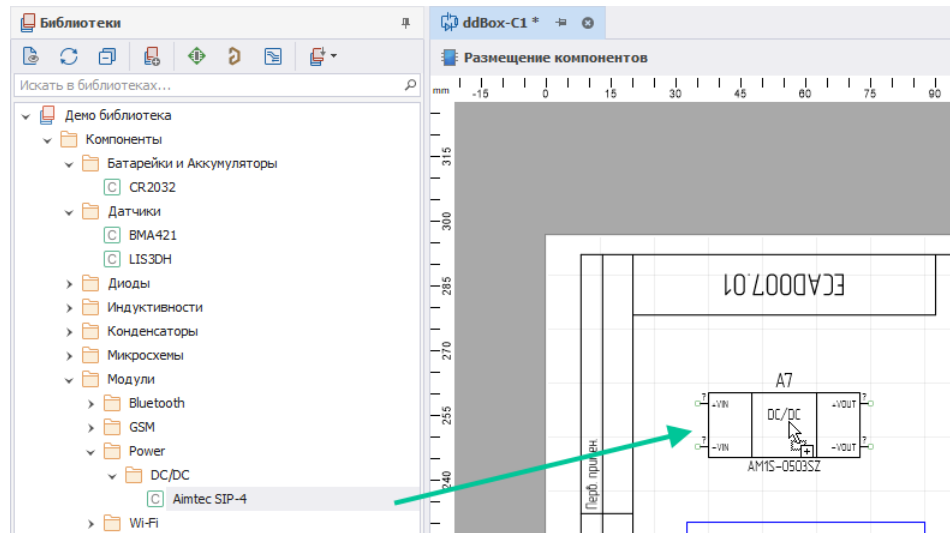 Библиотеки
ddBox-C1 *
Размещение компонентов
Искать в библиотеках...
mm -15 0 15 30 45 60 75 90
Демо библиотека
Компоненты
Батарейки и Аккумуляторы
CR2032
Датчики
BMA421
LIS3DH
Диоды
Индуктивности
Конденсаторы
Микросхемы
Модули
Bluetooth
GSM
Power
DC/DC
Aimtec SIP-4
Wi-Fi
315
300
285
270
255
240
ECAD007.01
Перв. примен.
A7
? ?
+VIN DC/DC +VOUT
? ?
-VIN -VOUT
AM1S-0503SZ